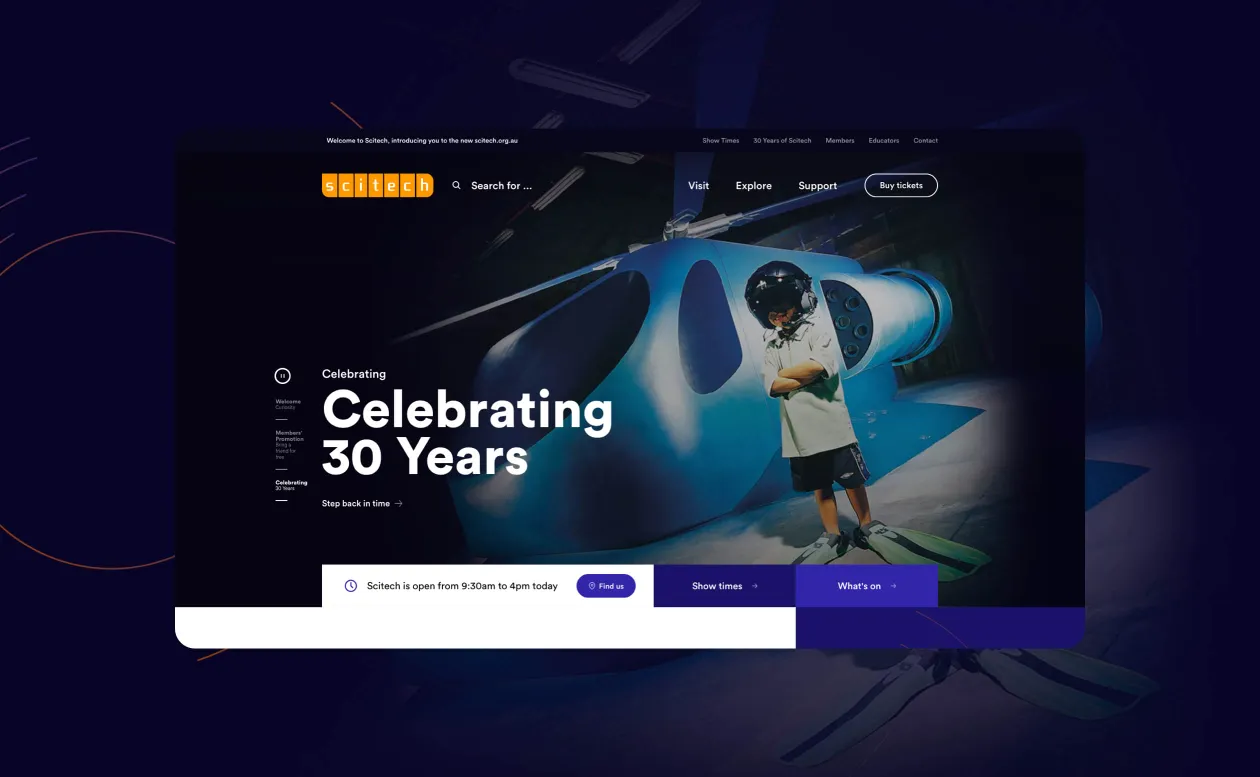 Welcome to Scitech, introducing you to the new scitech.org.au
Show Times 30 Years of Scitech Members Educators Contact
scitech
Search for ...
Visit Explore Support Buy tickets
Welcome
Curiosity
Members'
Promotion
Bring a
friend for
free
Celebrating
30 Years
Celebrating
Celebrating
30 Years
Step back in time
Scitech is open from 9:30am to 4pm today
Find us
Show times
What's on